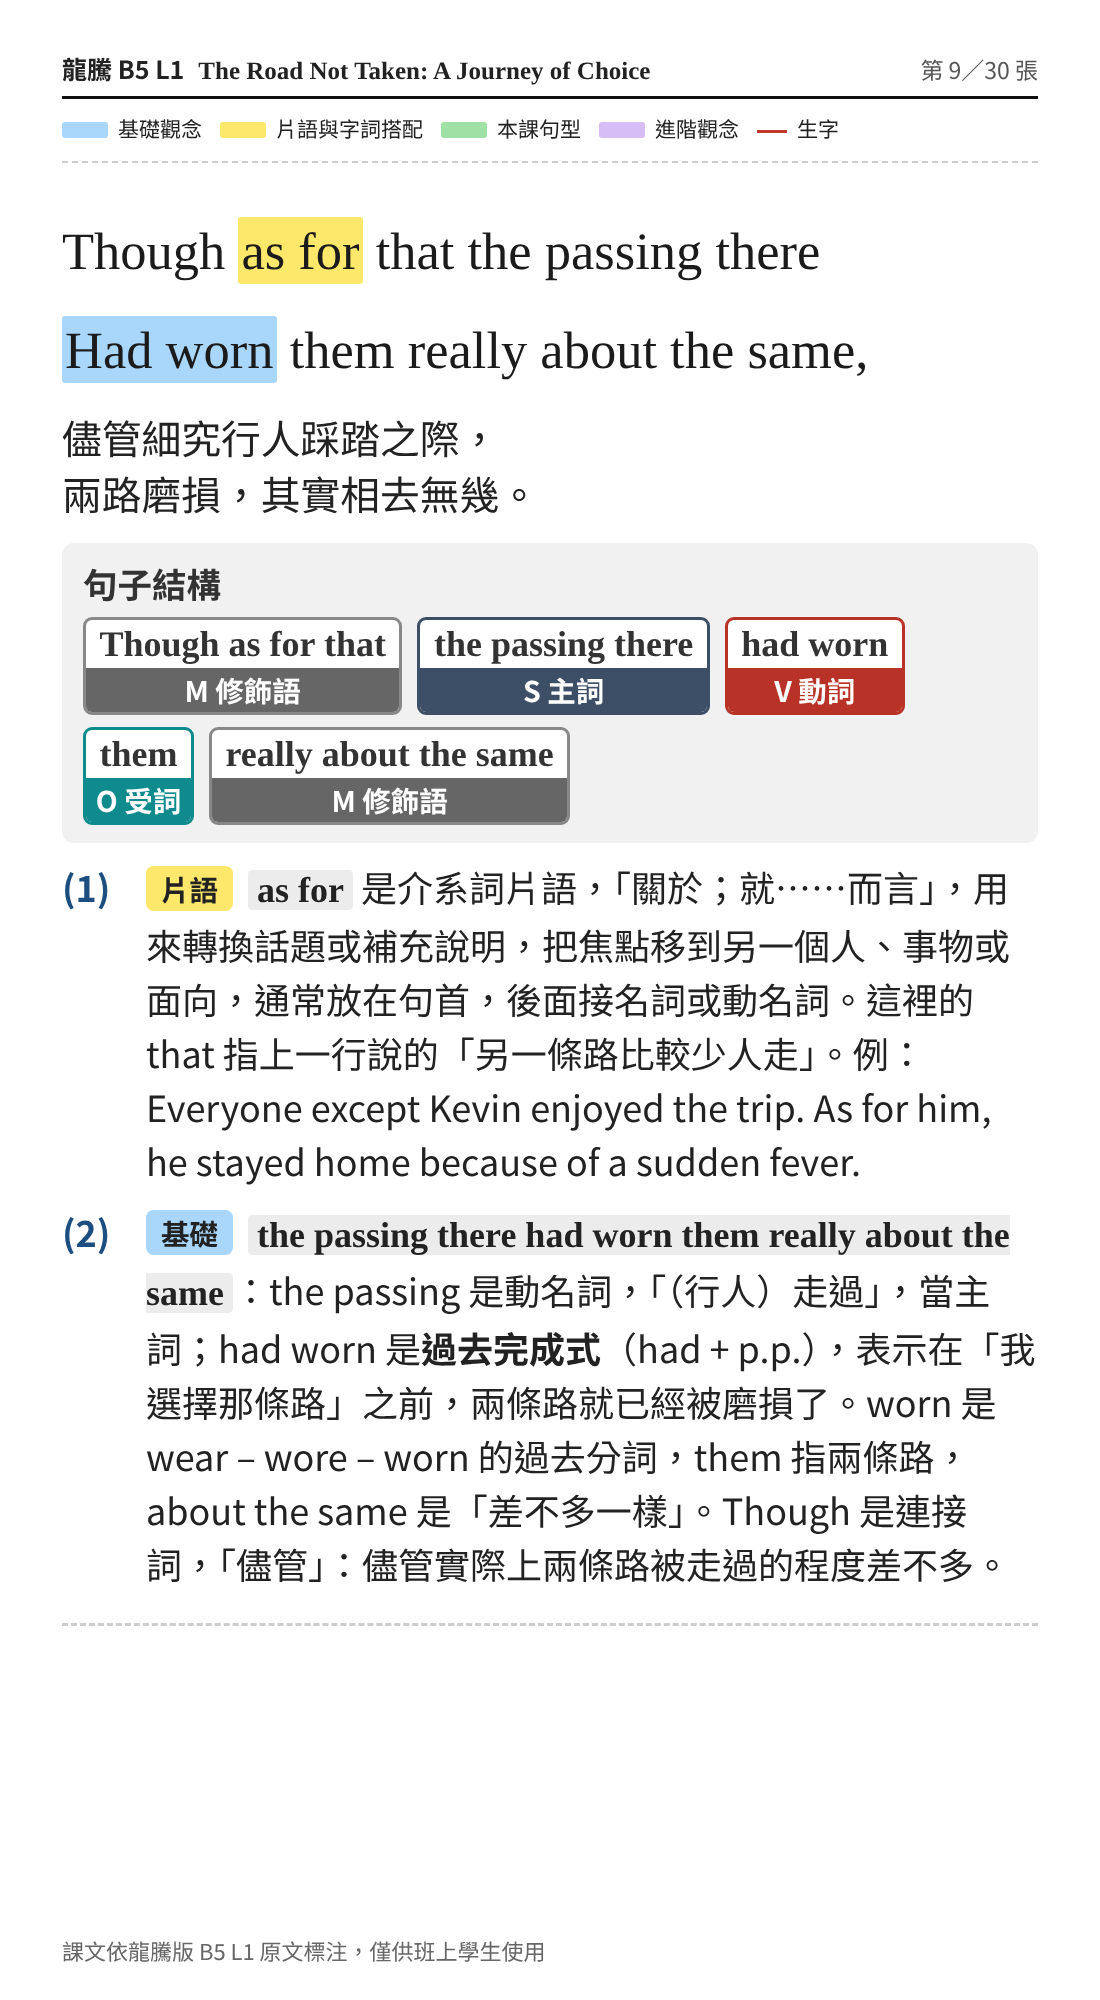 龍騰 B5 L1 The Road Not Taken: A Journey of Choice 第 9／30 張
基礎觀念 片語與字詞搭配 本課句型 進階觀念 生字
Though as for that the passing there
Had worn them really about the same,
儘管細究行人踩踏之際，
兩路磨損，其實相去無幾。
句子結構
Though as for that the passing there had worn
M 修飾語 S 主詞 V 動詞
them really about the same
O 受詞 M 修飾語
(1) 片語 as for 是介系詞片語，「關於；就……而言」，用
來轉換話題或補充說明，把焦點移到另一個人、事物或
面向，通常放在句首，後面接名詞或動名詞。這裡的
that 指上一行說的「另一條路比較少人走」。例：
Everyone except Kevin enjoyed the trip. As for him,
he stayed home because of a sudden fever.
(2) 基礎 the passing there had worn them really about the
same：the passing 是動名詞，「（行人）走過」，當主
詞；had worn 是過去完成式（had + p.p.），表示在「我
選擇那條路」之前，兩條路就已經被磨損了。worn 是
wear – wore – worn 的過去分詞，them 指兩條路，
about the same 是「差不多一樣」。Though 是連接
詞，「儘管」：儘管實際上兩條路被走過的程度差不多。
課文依龍騰版 B5 L1 原文標注，僅供班上學生使用